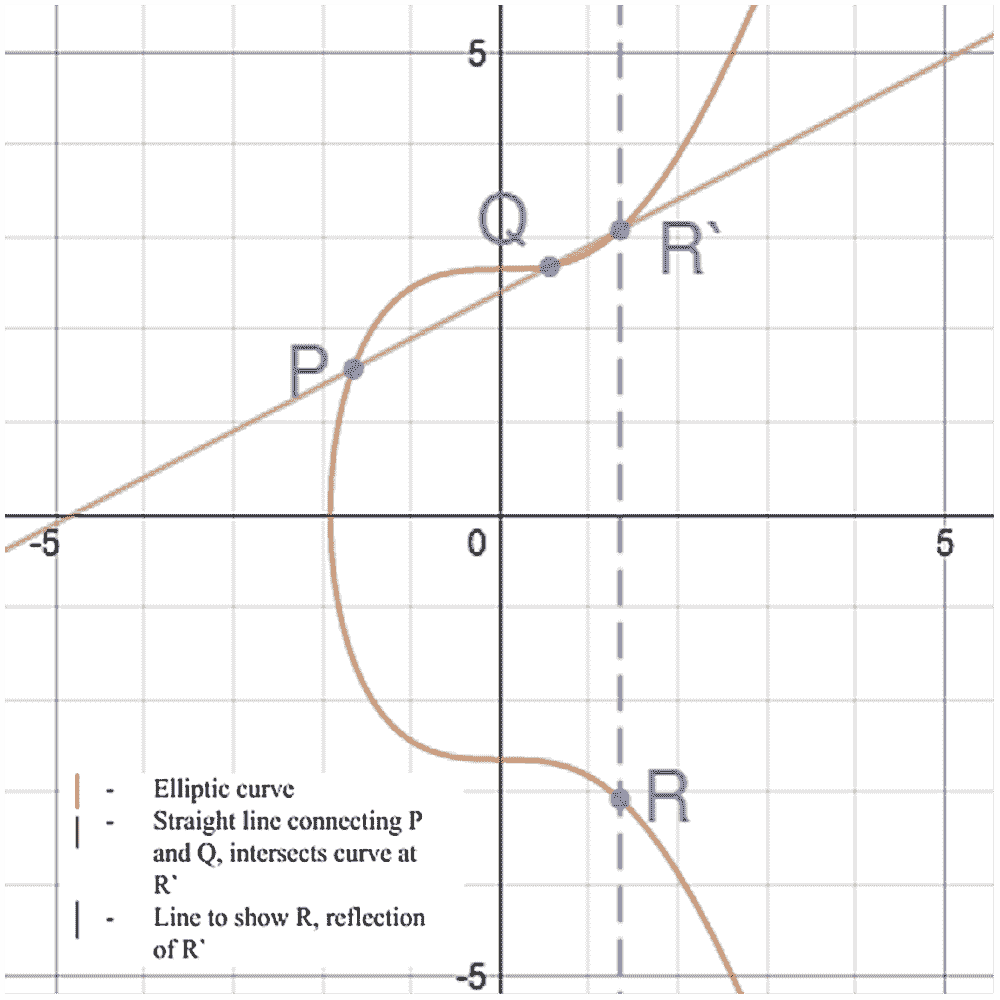 5
Q
R`
P
-5
0
5
R
- Elliptic curve
- Straight line connecting P
and Q, intersects curve at
R`
- Line to show R, reflection
of R`
-5